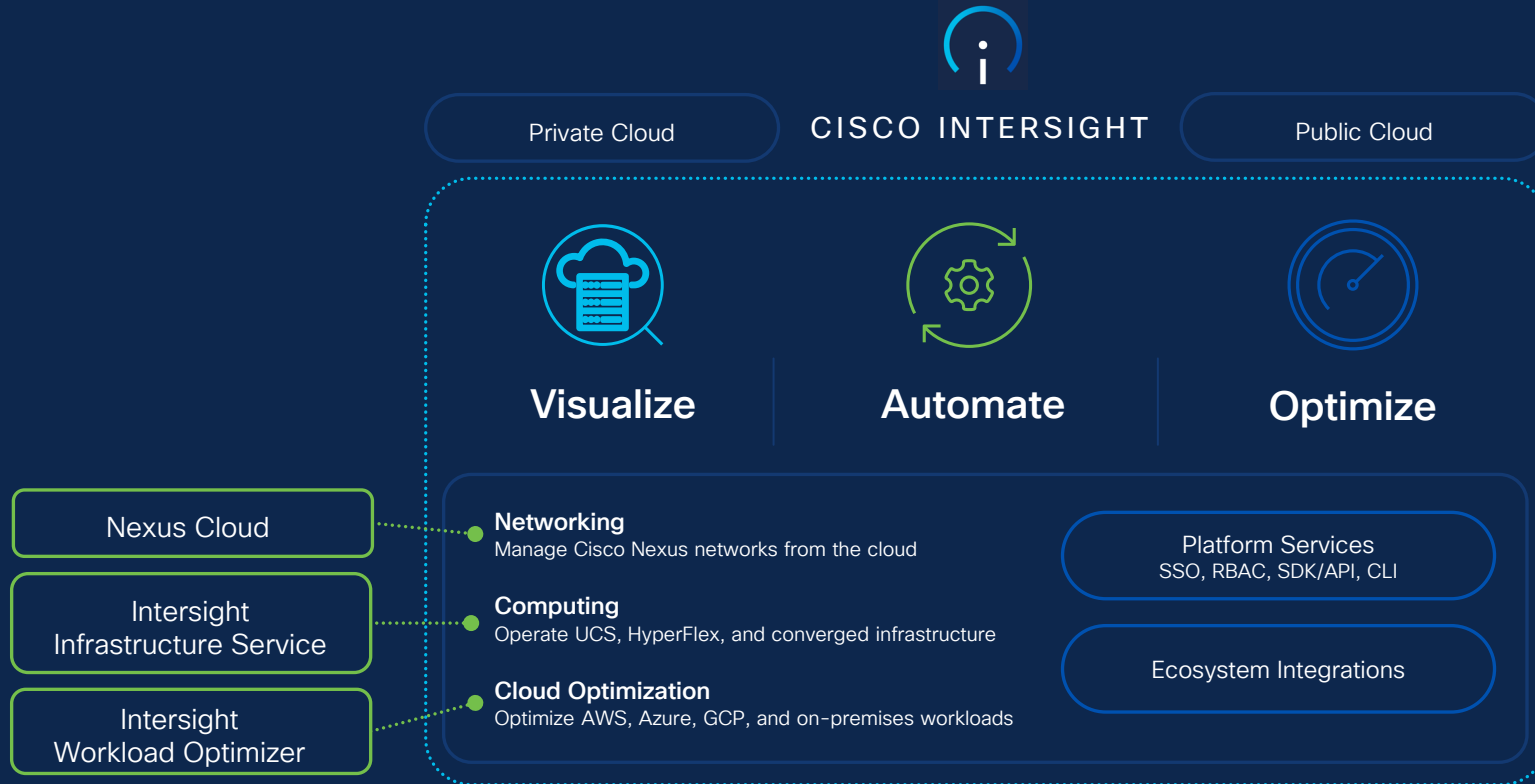 i
Private Cloud
CISCO INTERSIGHT
Public Cloud
Visualize
Automate
Optimize
Nexus Cloud
Intersight
Infrastructure Service
Intersight
Workload Optimizer
Networking
Manage Cisco Nexus networks from the cloud
Computing
Operate UCS, HyperFlex, and converged infrastructure
Cloud Optimization
Optimize AWS, Azure, GCP, and on-premises workloads
Platform Services
SSO, RBAC, SDK/API, CLI
Ecosystem Integrations